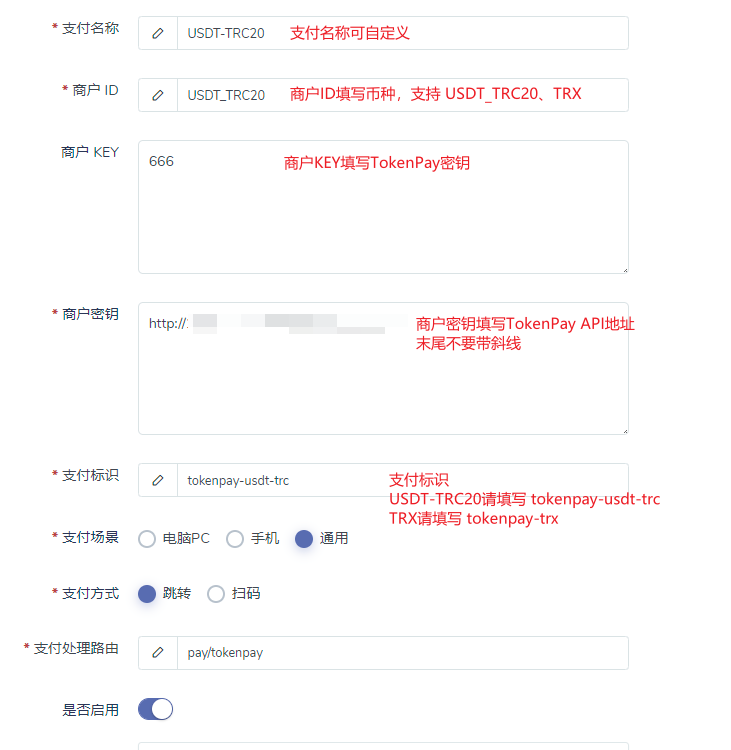 * 支付名称 USDT-TRC20 支付名称可自定义
* 商户 ID USDT_TRC20 商户ID填写币种，支持 USDT_TRC20、TRX
商户 KEY 666 商户KEY填写TokenPay密钥
* 商户密钥 http:// 商户密钥填写TokenPay API地址
末尾不要带斜线
* 支付标识 tokenpay-usdt-trc 支付标识
USDT-TRC20请填写 tokenpay-usdt-trc
TRX请填写 tokenpay-trx
* 支付场景 电脑PC 手机 通用
* 支付方式 跳转 扫码
* 支付处理路由 pay/tokenpay
是否启用